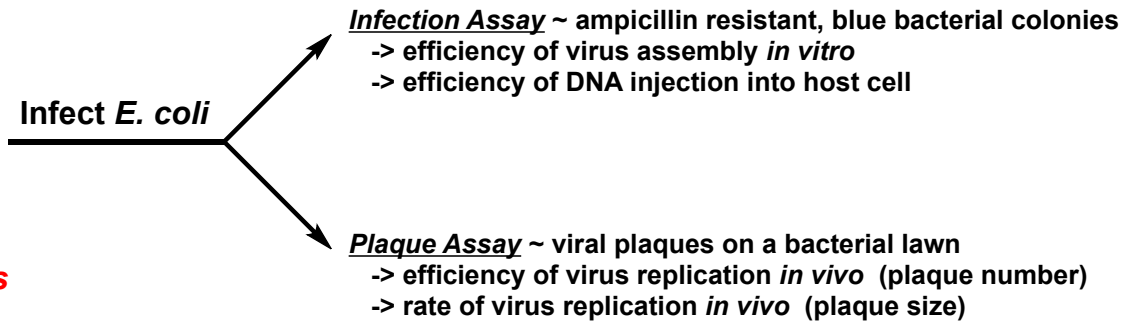 Infection Assay ~ ampicillin resistant, blue bacterial colonies
-> efficiency of virus assembly in vitro
-> efficiency of DNA injection into host cell
Infect E. coli
Plaque Assay ~ viral plaques on a bacterial lawn
-> efficiency of virus replication in vivo (plaque number)
s
-> rate of virus replication in vivo (plaque size)